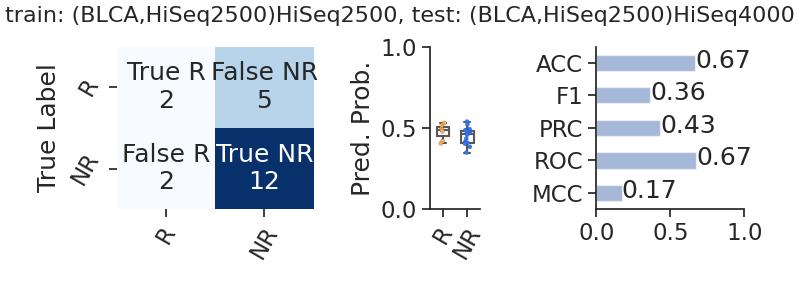 train: (BLCA,HiSeq2500)HiSeq2500, test: (BLCA,HiSeq2500)HiSeq4000
True Label
R
NR
True R
2
False NR
5
False R
2
True NR
12
R
NR
Pred. Prob.
1.0
0.5
0.0
R
NR
ACC
F1
PRC
ROC
MCC
0.67
0.36
0.43
0.67
0.17
0.0
0.5
1.0